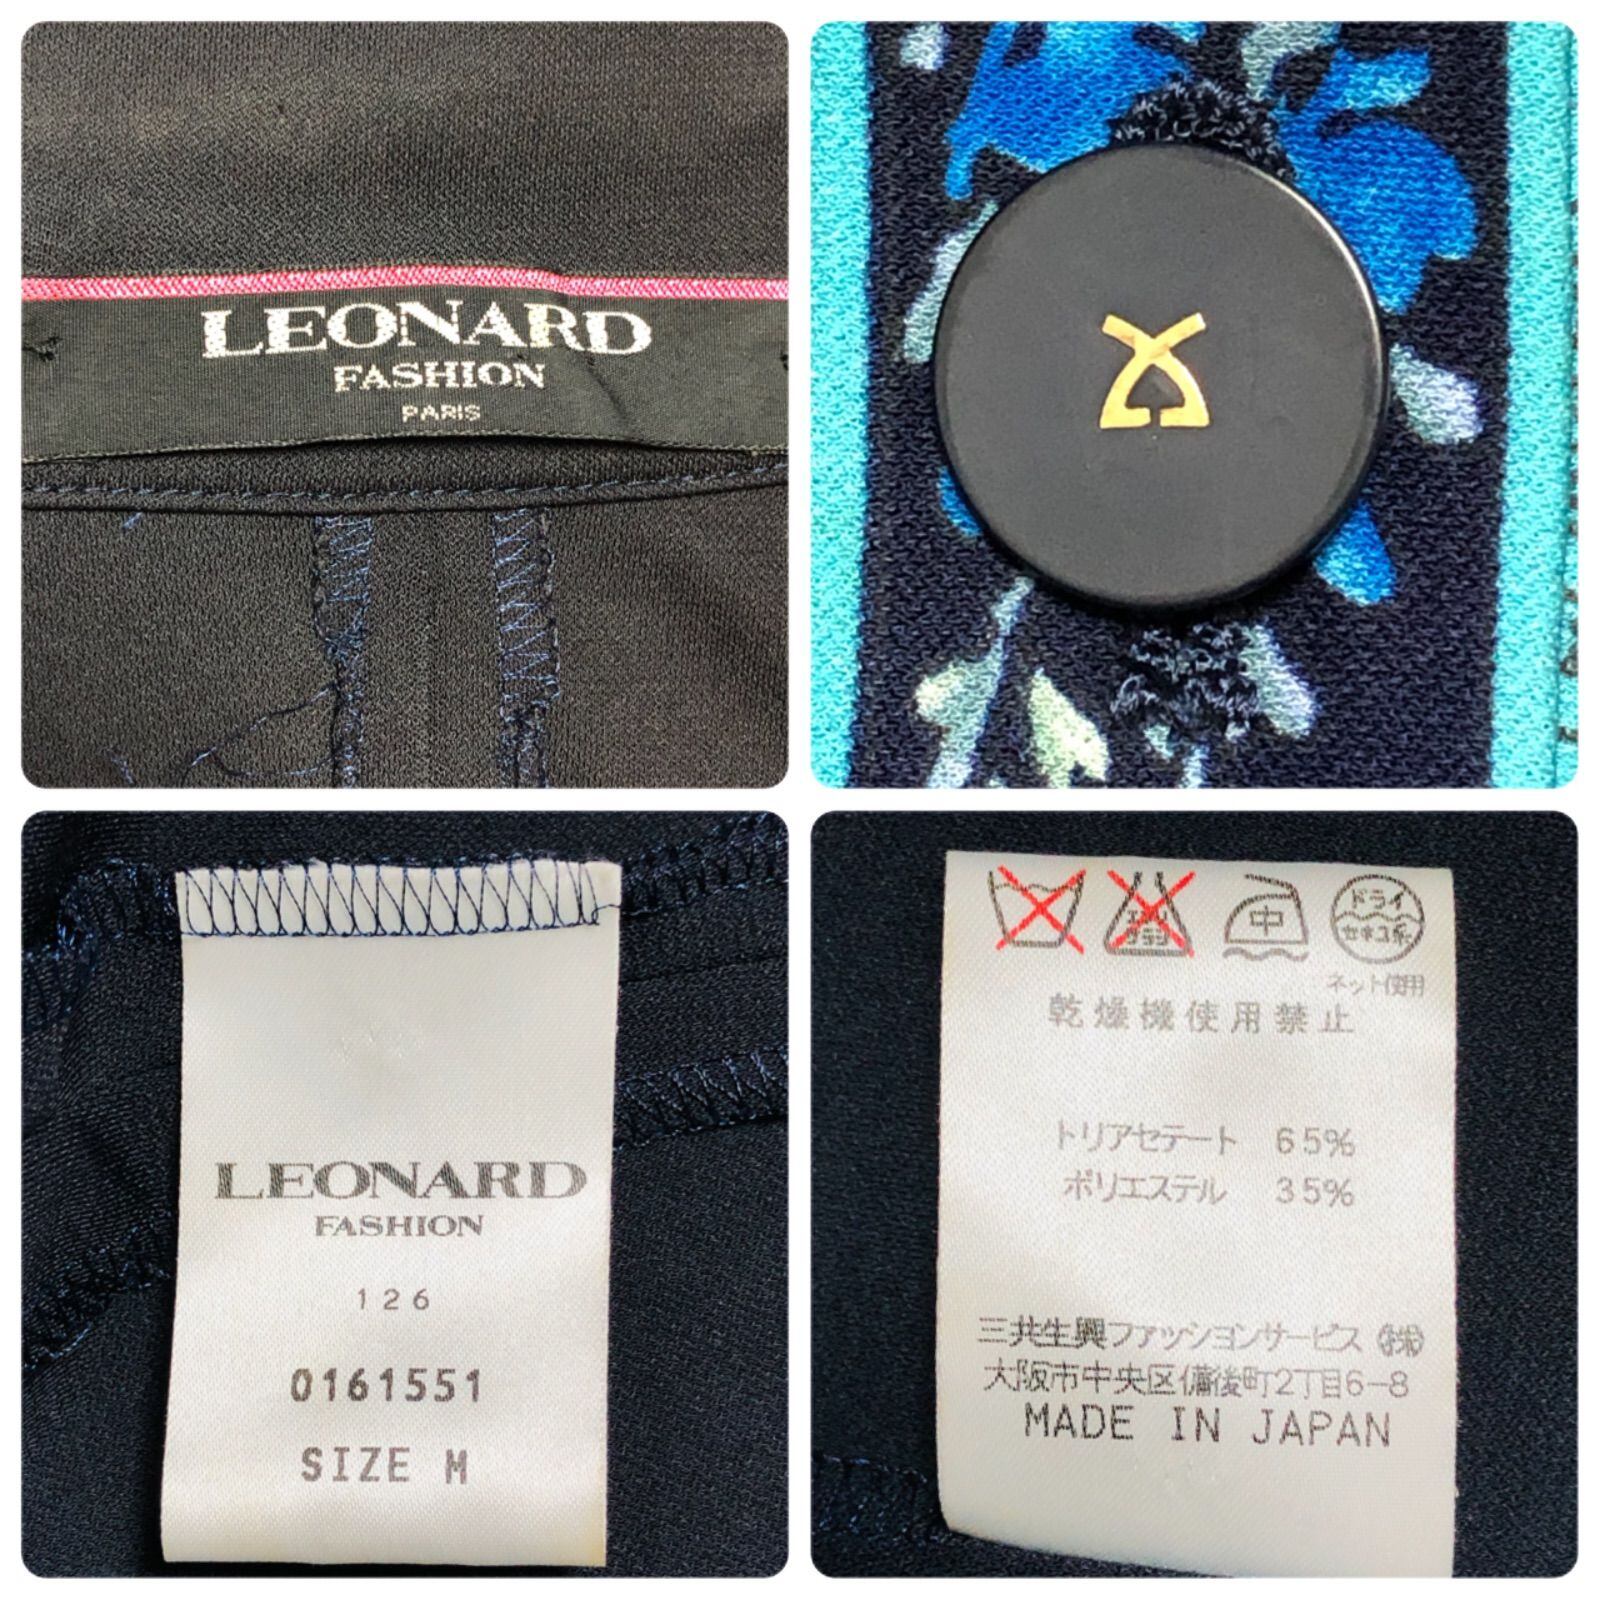 LEONARD
FASHION
PARIS
LEONARD
FASHION
126
0161551
SIZE M
エンソ
サラシ
中
ドライ
セキユ系
ネット使用
乾燥機使用禁止
トリアセテート 65%
ポリエステル 35%
三共生興ファッションサービス㈱
大阪市中央区備後町2丁目6-8
MADE IN JAPAN